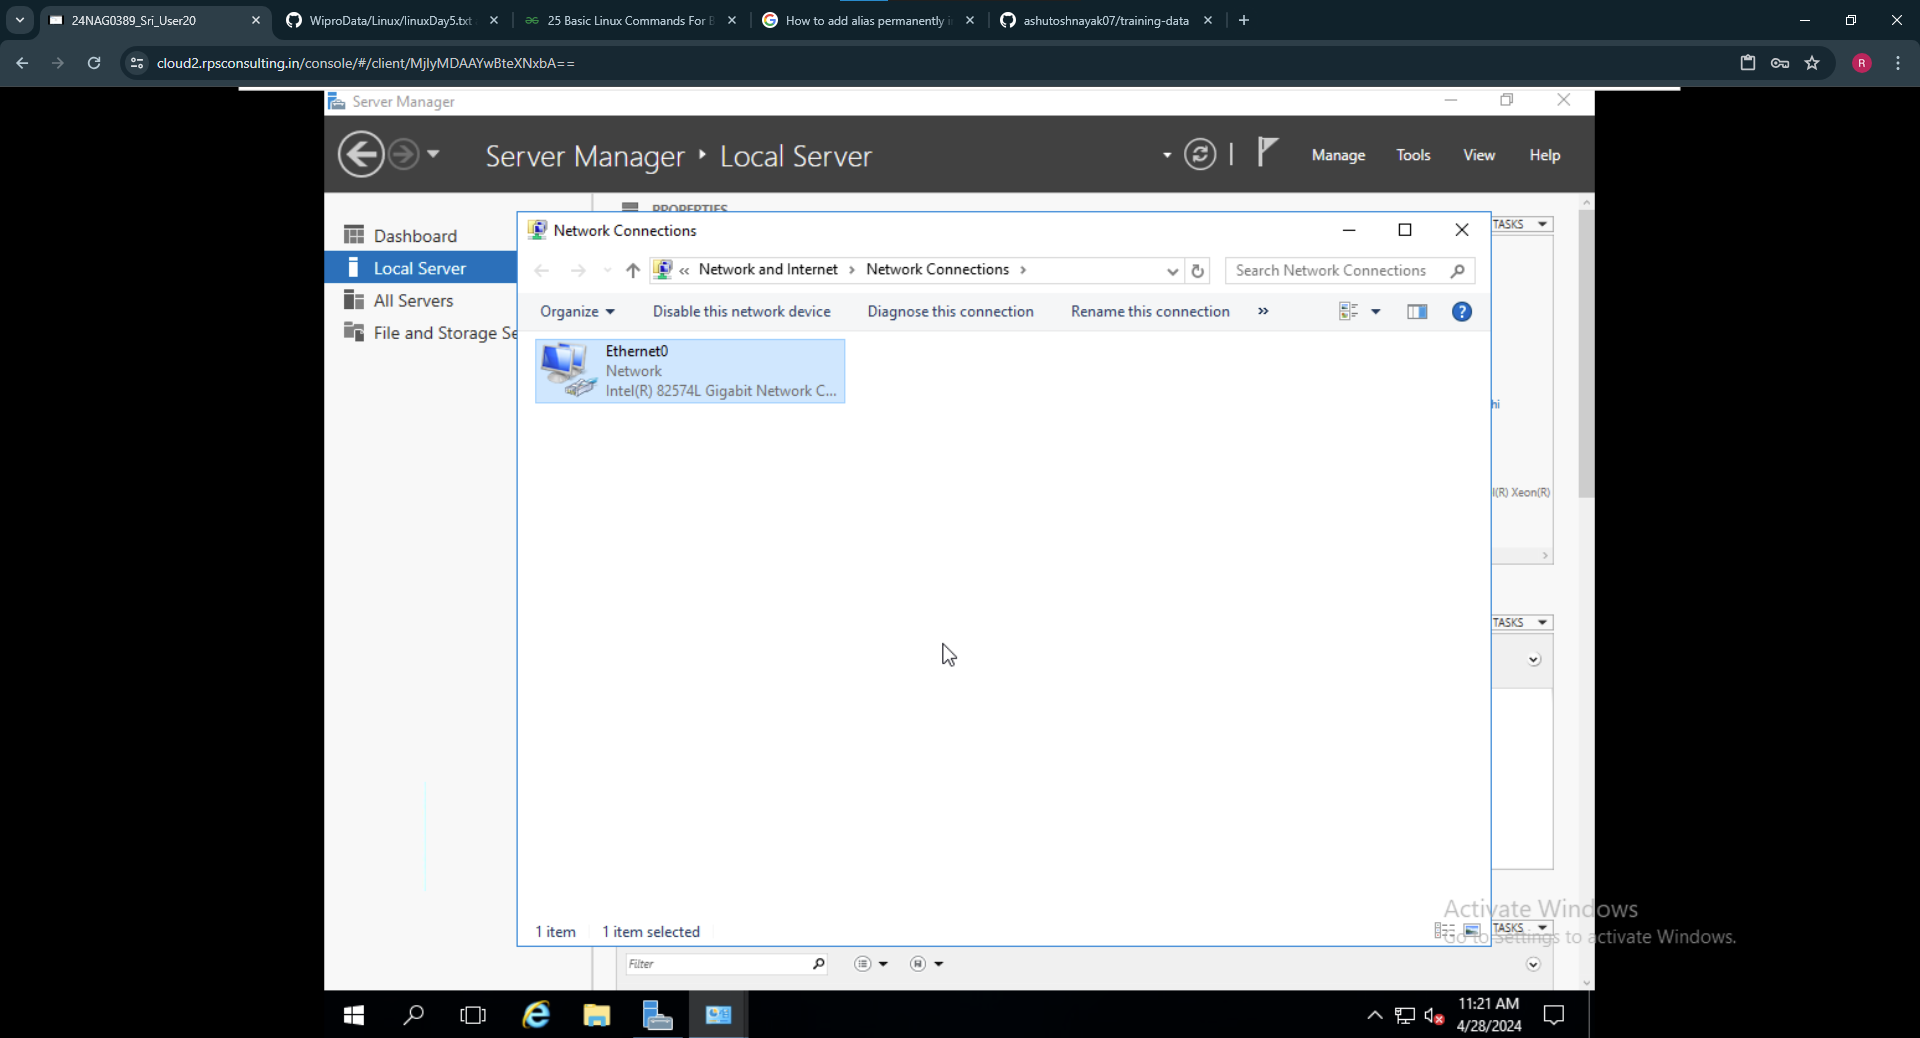 24NAG0389_Sri_User20
WiproData/Linux/linuxDay5.txt
25 Basic Linux Commands For B
How to add alias permanently i
ashutoshnayak07/training-data
cloud2.rpsconsulting.in/console/#/client/MjIyMDAAYwBteXNxbA==
R
Server Manager
Server Manager ‣ Local Server
Manage
Tools
View
Help
PROPERTIES
Dashboard
Local Server
All Servers
File and Storage Se
Network Connections
TASKS
« Network and Internet > Network Connections >
Search Network Connections
Organize
Disable this network device
Diagnose this connection
Rename this connection
»
Ethernet0
Network
Intel(R) 82574L Gigabit Network C...
hi
l(R) Xeon(R)
TASKS
1 item
1 item selected
TASKS
Activate Windows
Go to Settings to activate Windows.
Filter
11:21 AM
4/28/2024